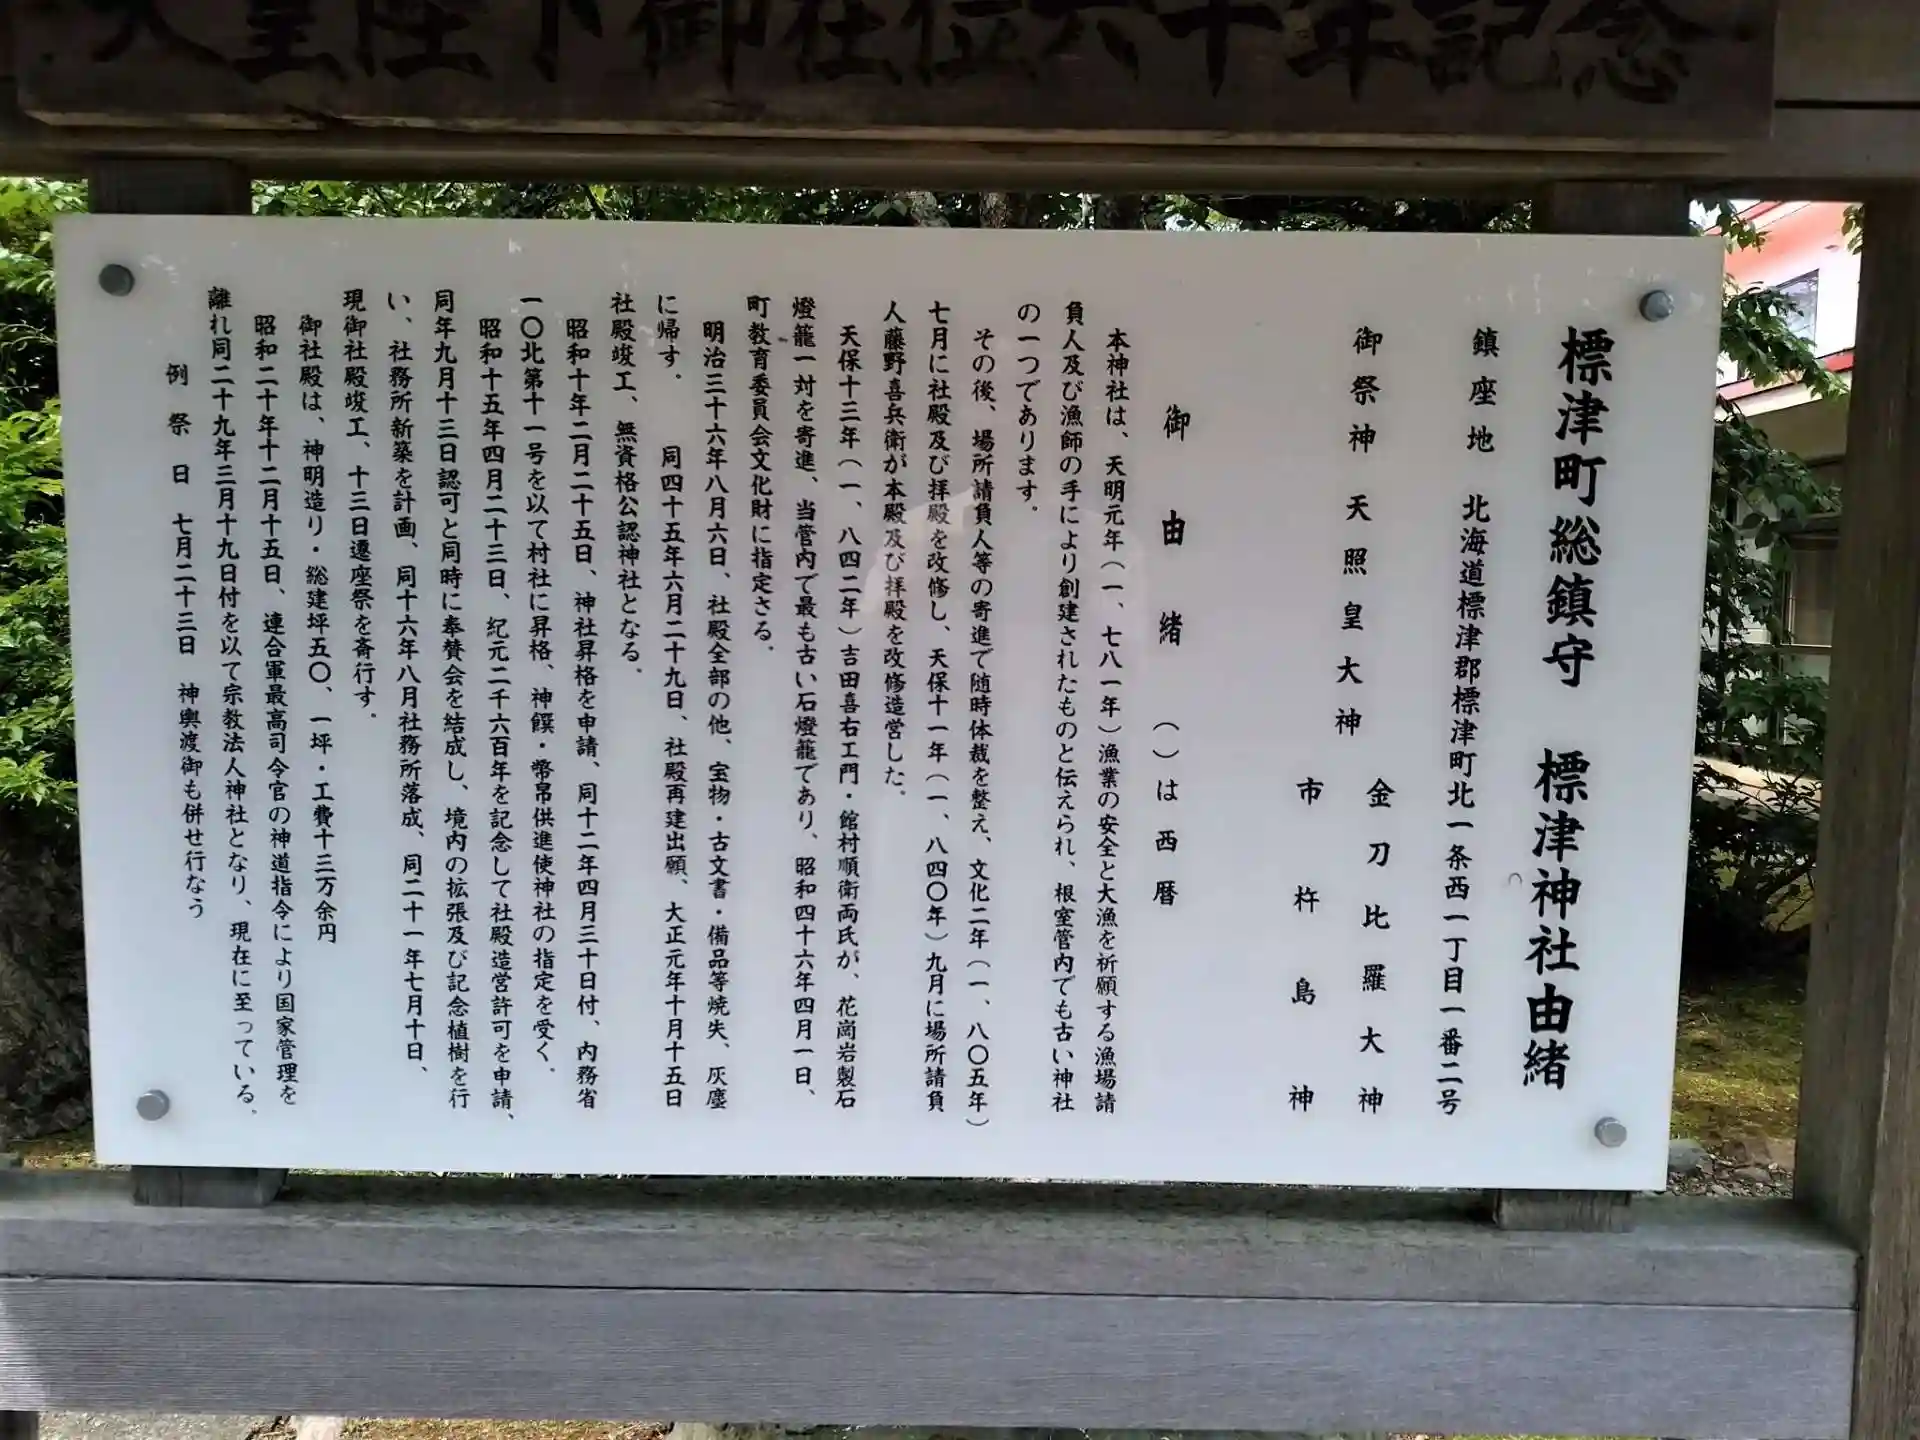 天皇陛下御在位六十年記念
標津町総鎮守　標津神社由緒
鎮座地　北海道標津郡標津町北一条西一丁目一番二号
御祭神　天照皇大神
金刀比羅大神
市杵島神
御由緒　（）は西暦
本神社は、天明元年（一、七八一年）漁業の安全と大漁を祈願する漁場請
負人及び漁師の手により創建されたものと伝えられ、根室管内でも古い神社
の一つであります．
その後、場所請負人等の寄進で随時体裁を整え、文化二年（一、八〇五年）
七月に社殿及び拝殿を改修し、天保十一年（一、八四〇年）九月に場所請負
人藤野喜兵衛が本殿及び拝殿を改修造営した．
天保十三年（一、八四二年）吉田喜右エ門・館村順衛両氏が、花崗岩製石
燈籠一対を寄進、当管内で最も古い石燈籠であり、昭和四十六年四月一日、
町教育委員会文化財に指定さる．
明治三十六年八月六日、社殿全部の他、宝物・古文書・備品等焼失、灰塵
に帰す．　同四十五年六月二十九日、社殿再建出願、大正元年十月十五日
社殿竣工、無資格公認神社となる．
昭和十年二月二十五日、神社昇格を申請、同十二年四月三十日付、内務省
一〇北第十一号を以て村社に昇格、神饌・幣帛供進使神社の指定を受く．
昭和十五年四月二十三日、紀元二千六百年を記念して社殿造営許可を申請、
同年九月十三日認可と同時に奉賛会を結成し、境内の拡張及び記念植樹を行
い、社務所新築を計画、同十六年八月社務所落成、同二十一年七月十日、
現御社殿竣工、十三日遷座祭を斎行す．
御社殿は、神明造り・総建坪五〇、一坪・工費十三万余円
昭和二十年十二月十五日、連合軍最高司令官の神道指令により国家管理を
離れ同二十九年三月十九日付を以て宗教法人神社となり、現在に至っている．
例祭日　七月二十三日　神輿渡御も併せ行なう